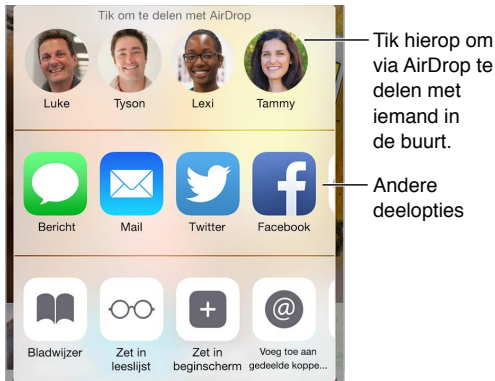 Tik om te delen met AirDrop
Luke Tyson Lexi Tammy
Tik hierop om
via AirDrop te
delen met
iemand in
de buurt.
Bericht Mail Twitter Facebook
Andere
deelopties
@
Bladwijzer Zet in leeslijst Zet in beginscherm Voeg toe aan gedeelde koppe...